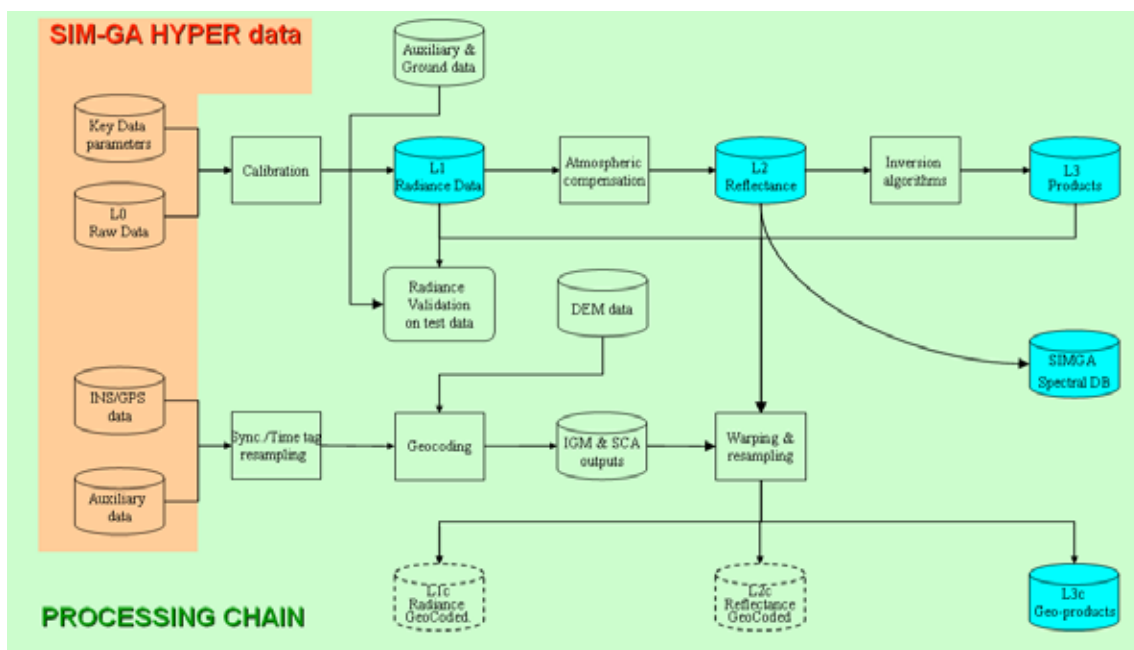 SIM-GA HYPER data
Auxiliary &
Ground data
Key Data
parameters
Calibration
L1
Radiance Data
Atmospheric
compensation
L2
Reflectance
Inversion
algorithms
L3
Products
L0
Raw Data
Radiance
Validation
on test data
DEM data
SIMGA
Spectral DB
INS/GPS
data
Sync./Time tag
resampling
Geocoding
IGM & SCA
outputs
Warping &
resampling
Auxiliary
data
L1c
Radiance
GeoCoded.
L2c
Reflectance
GeoCoded
L3c
Geo-products
PROCESSING CHAIN